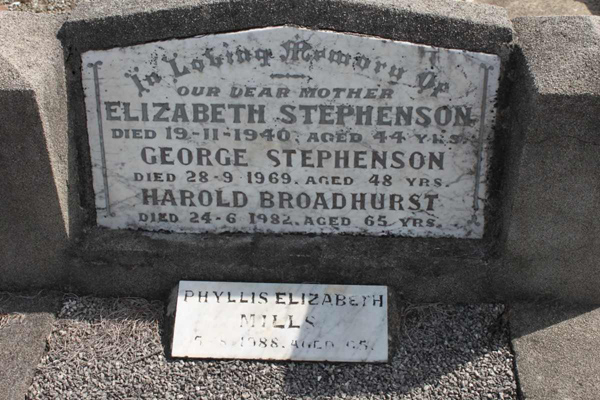 In Loving Memory Of
OUR DEAR MOTHER
ELIZABETH STEPHENSON
DIED 19-11-1940, AGED 44 YRS.
GEORGE STEPHENSON
DIED 28-9 1969. AGED 48 YRS.
HAROLD BROADHURST
DIED 24-6 1982. AGED 65 YRS.
PHYLLIS ELIZABETH
MILLS
1988. AGED